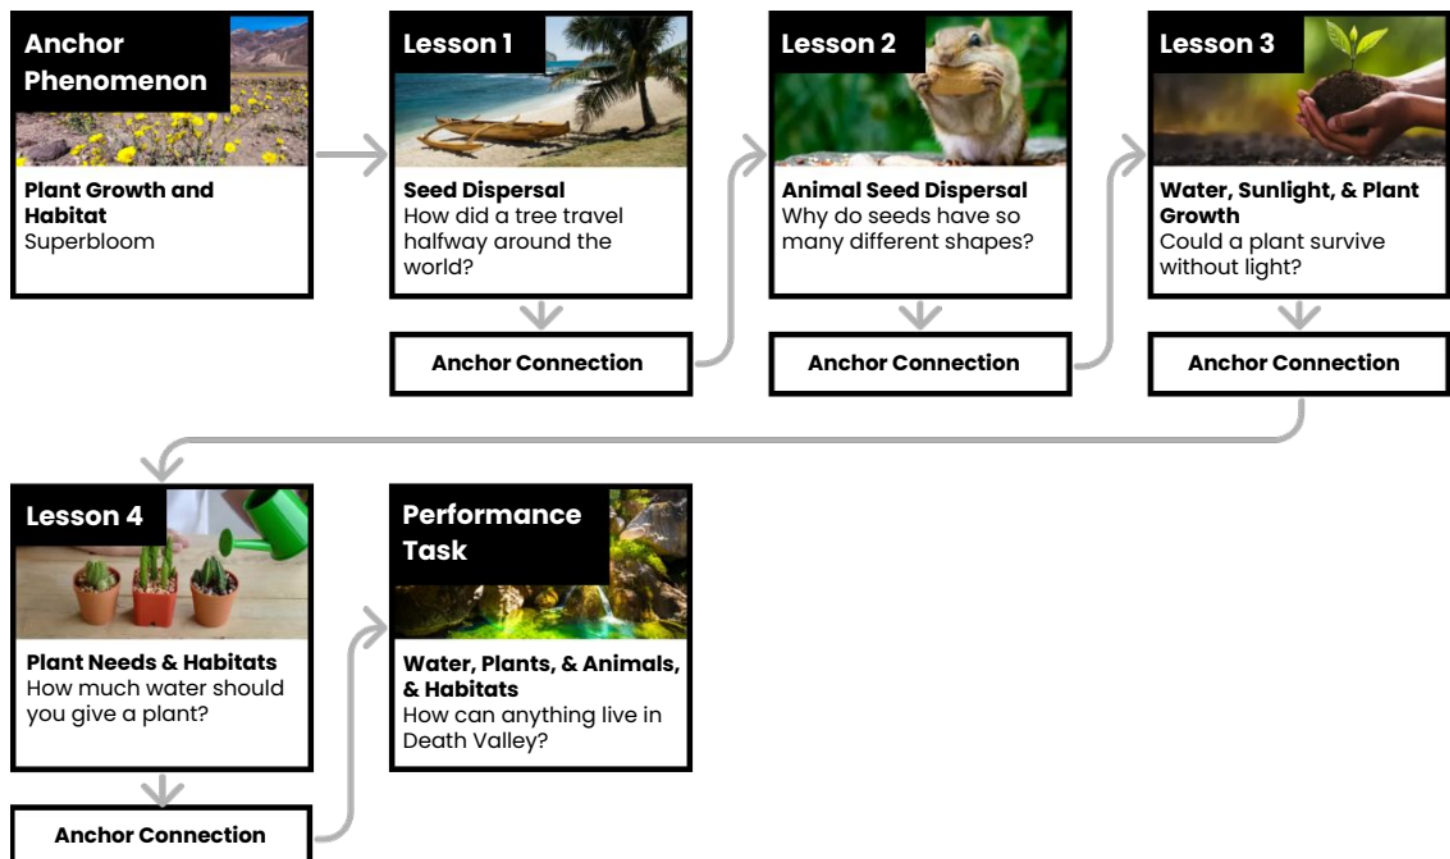 Anchor
Phenomenon
Plant Growth and
Habitat
Superbloom
Lesson 1
Seed Dispersal
How did a tree travel
halfway around the
world?
Anchor Connection
Lesson 2
Animal Seed Dispersal
Why do seeds have so
many different shapes?
Anchor Connection
Lesson 3
Water, Sunlight, & Plant
Growth
Could a plant survive
without light?
Anchor Connection
Lesson 4
Plant Needs & Habitats
How much water should
you give a plant?
Anchor Connection
Performance
Task
Water, Plants, & Animals,
& Habitats
How can anything live in
Death Valley?